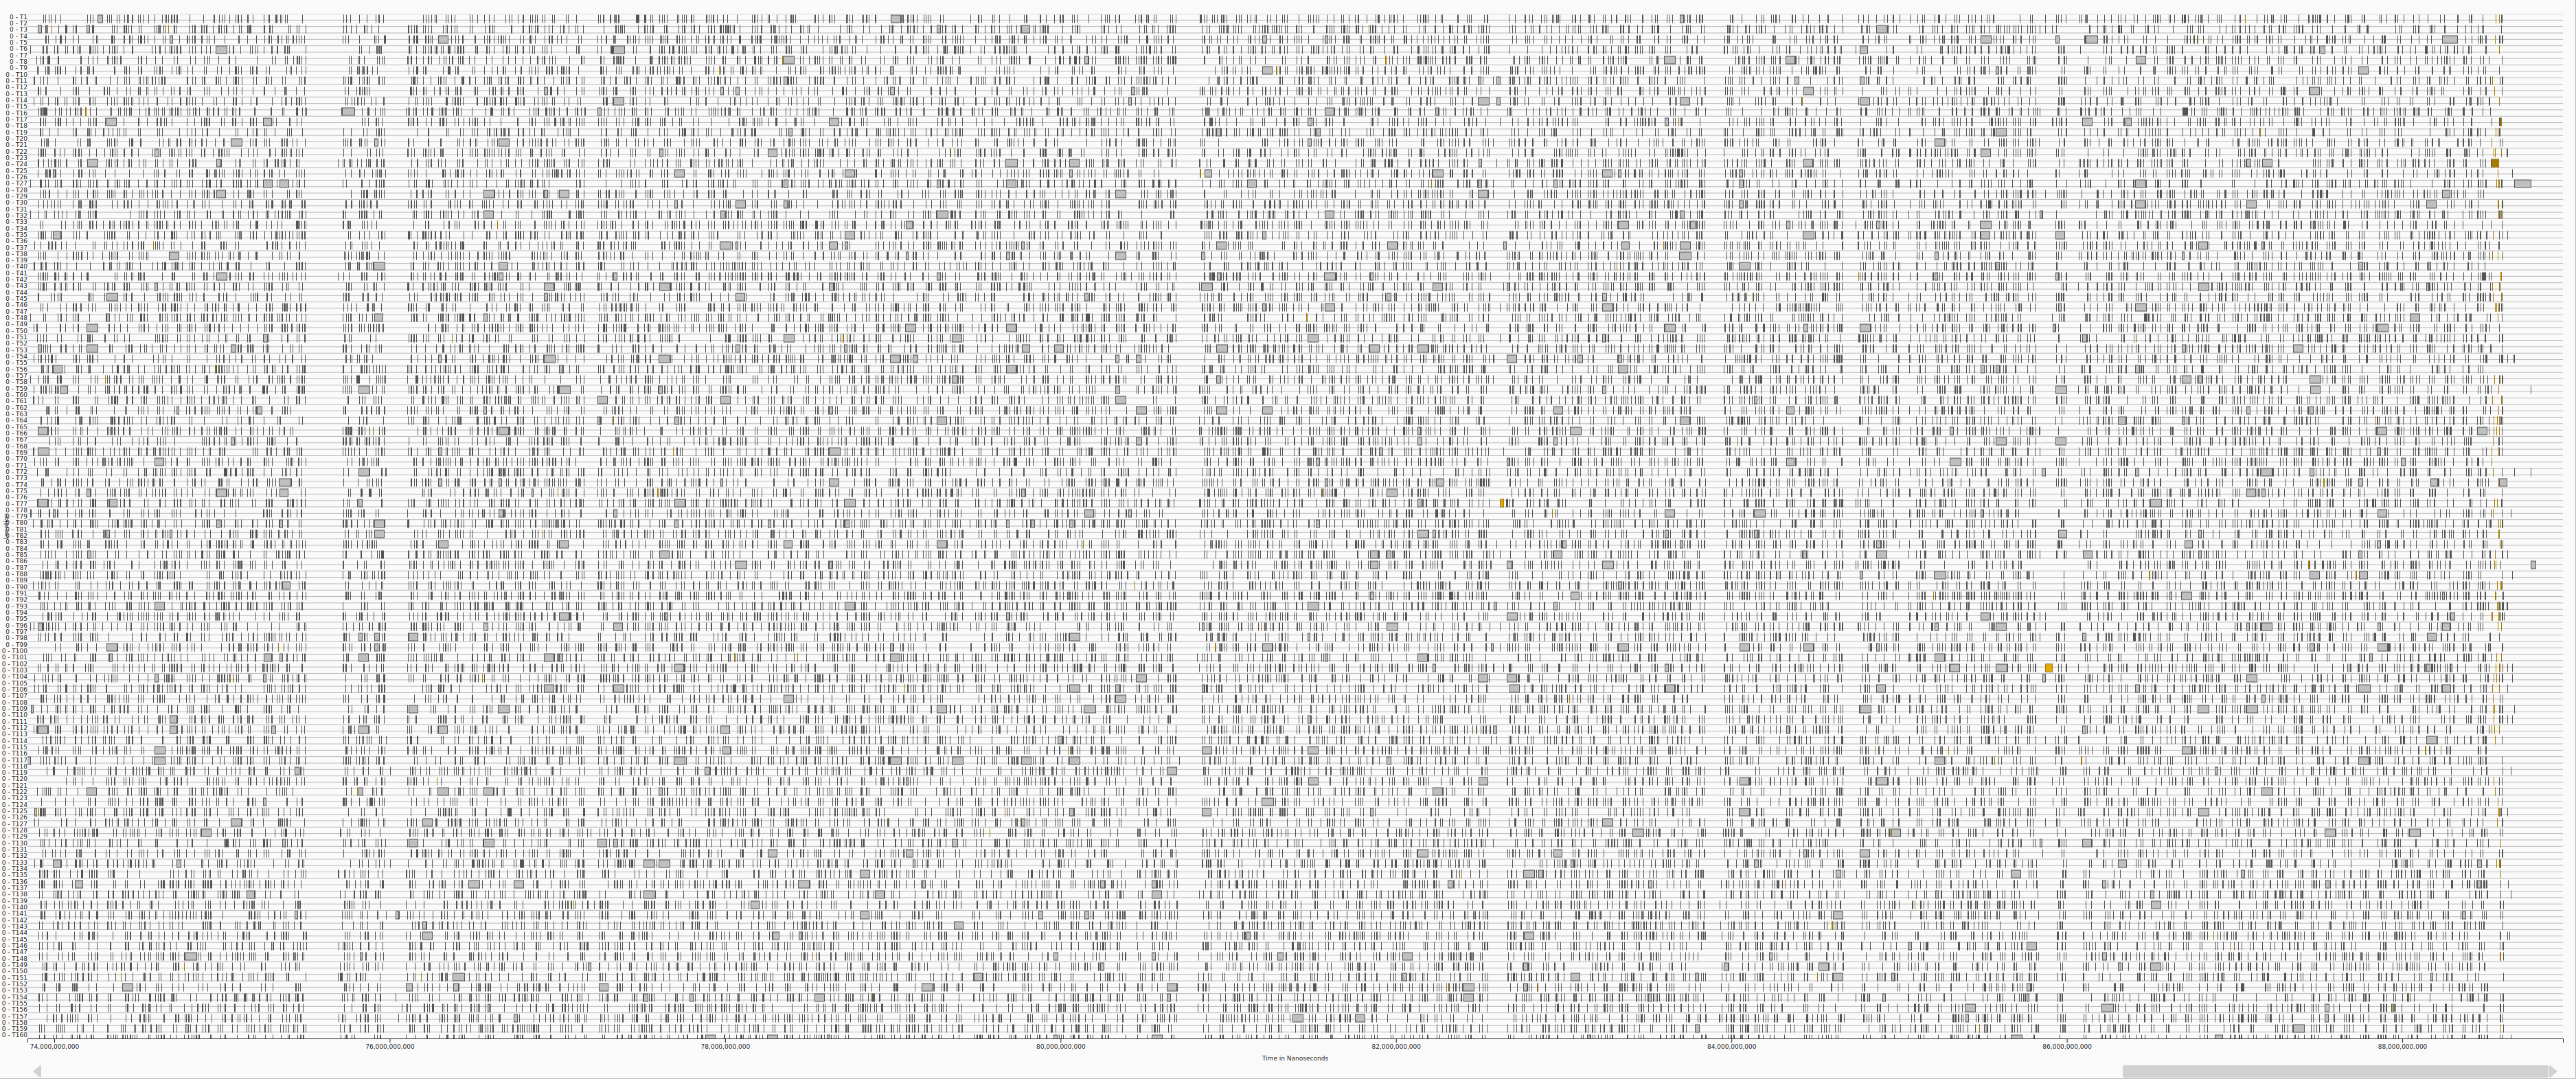 0 - T1
0 - T2
0 - T3
0 - T4
0 - T5
0 - T6
0 - T7
0 - T8
0 - T9
0 - T10
0 - T11
0 - T12
0 - T13
0 - T14
0 - T15
0 - T16
0 - T17
0 - T18
0 - T19
0 - T20
0 - T21
0 - T22
0 - T23
0 - T24
0 - T25
0 - T26
0 - T27
0 - T28
0 - T29
0 - T30
0 - T31
0 - T32
0 - T33
0 - T34
0 - T35
0 - T36
0 - T37
0 - T38
0 - T39
0 - T40
0 - T41
0 - T42
0 - T43
0 - T44
0 - T45
0 - T46
0 - T47
0 - T48
0 - T49
0 - T50
0 - T51
0 - T52
0 - T53
0 - T54
0 - T55
0 - T56
0 - T57
0 - T58
0 - T59
0 - T60
0 - T61
0 - T62
0 - T63
0 - T64
0 - T65
0 - T66
0 - T67
0 - T68
0 - T69
0 - T70
0 - T71
0 - T72
0 - T73
0 - T74
0 - T75
0 - T76
0 - T77
0 - T78
0 - T79
0 - T80
0 - T81
0 - T82
0 - T83
0 - T84
0 - T85
0 - T86
0 - T87
0 - T88
0 - T89
0 - T90
0 - T91
0 - T92
0 - T93
0 - T94
0 - T95
0 - T96
0 - T97
0 - T98
0 - T99
0 - T100
0 - T101
0 - T102
0 - T103
0 - T104
0 - T105
0 - T106
0 - T107
0 - T108
0 - T109
0 - T110
0 - T111
0 - T112
0 - T113
0 - T114
0 - T115
0 - T116
0 - T117
0 - T118
0 - T119
0 - T120
0 - T121
0 - T122
0 - T123
0 - T124
0 - T125
0 - T126
0 - T127
0 - T128
0 - T129
0 - T130
0 - T131
0 - T132
0 - T133
0 - T134
0 - T135
0 - T136
0 - T137
0 - T138
0 - T139
0 - T140
0 - T141
0 - T142
0 - T143
0 - T144
0 - T145
0 - T146
0 - T147
0 - T148
0 - T149
0 - T150
0 - T151
0 - T152
0 - T153
0 - T154
0 - T155
0 - T156
0 - T157
0 - T158
0 - T159
0 - T160
74,000,000,000 76,000,000,000 78,000,000,000 80,000,000,000 82,000,000,000 84,000,000,000 86,000,000,000 88,000,000,000
Time in Nanoseconds